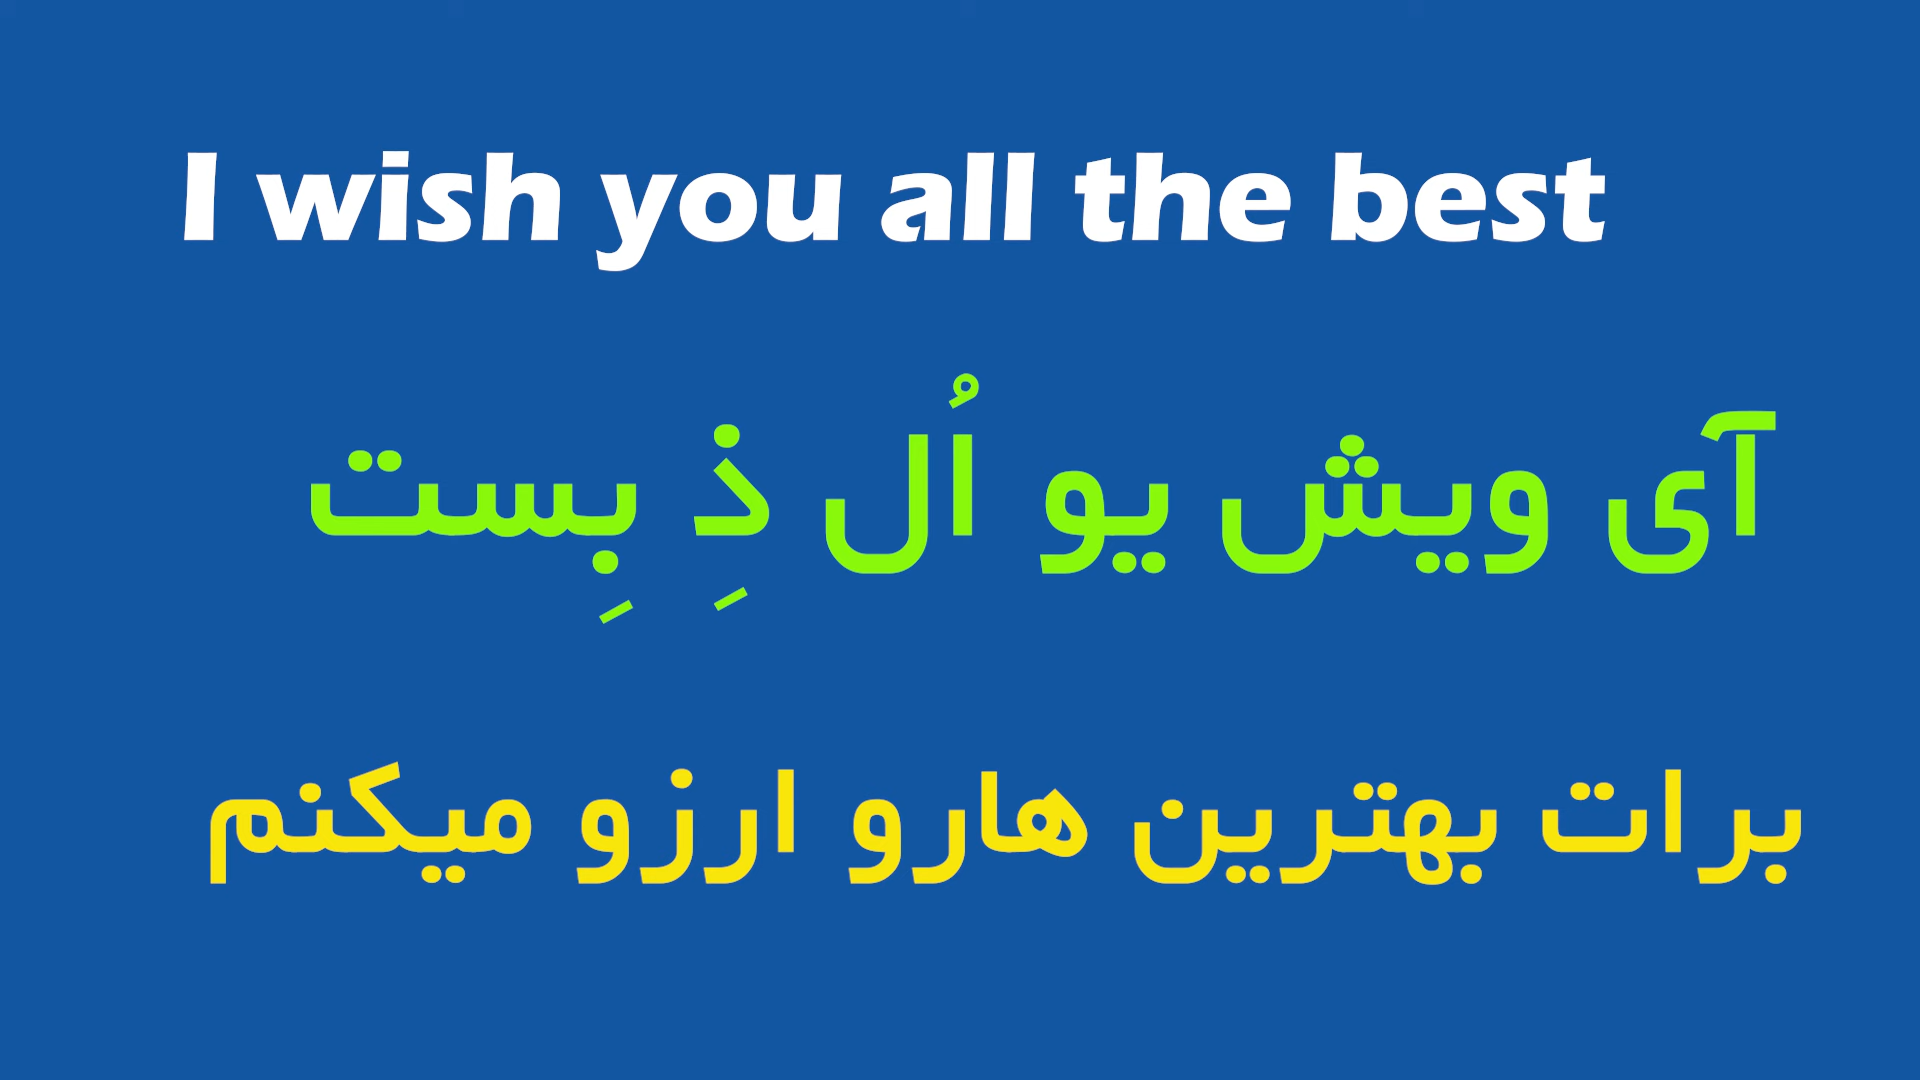 I wish you all the best
آی ویش یو اُل ذِ بِست
برات بهترین هارو ارزو میکنم